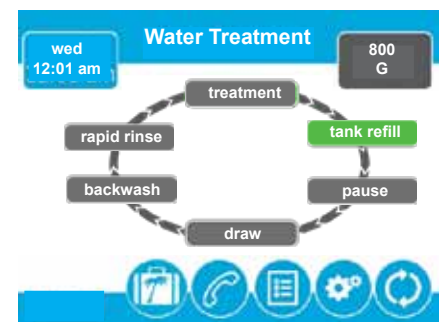 Water Treatment
wed
12:01 am
800
G
treatment
tank refill
pause
draw
backwash
rapid rinse